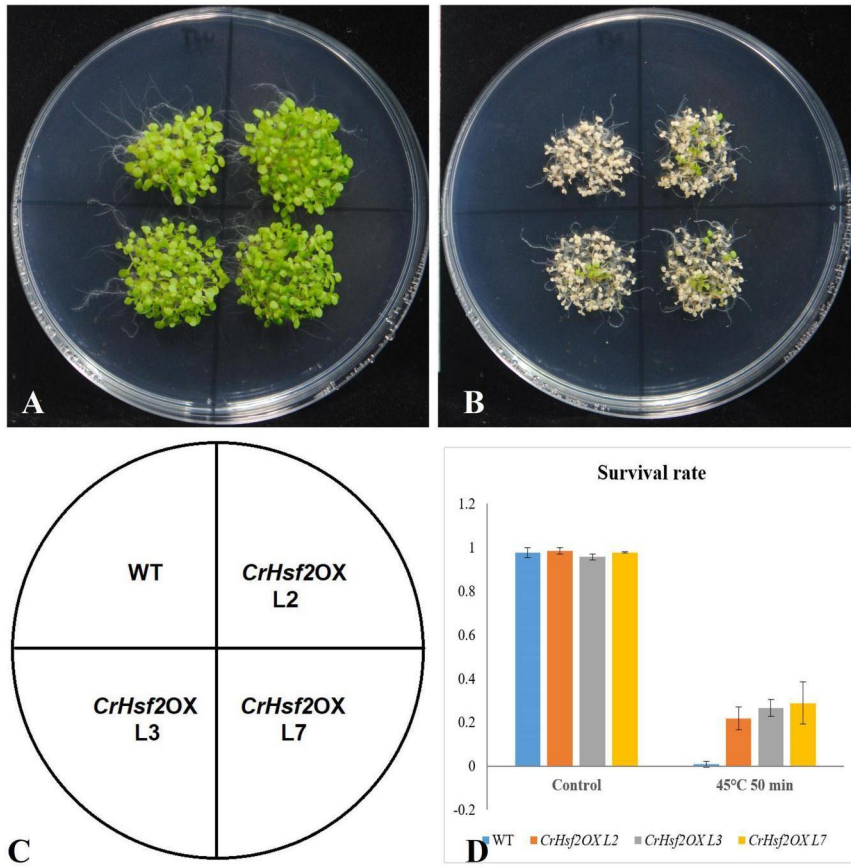 A
B
WT
CrHsf2OX
L2
CrHsf2OX
L3
CrHsf2OX
L7
C
Survival rate
1.2
1
0.8
0.6
0.4
0.2
0
-0.2
Control
45°C 50 min
WT
CrHsf2OX L2
CrHsf2OX L3
CrHsf2OX L7
D